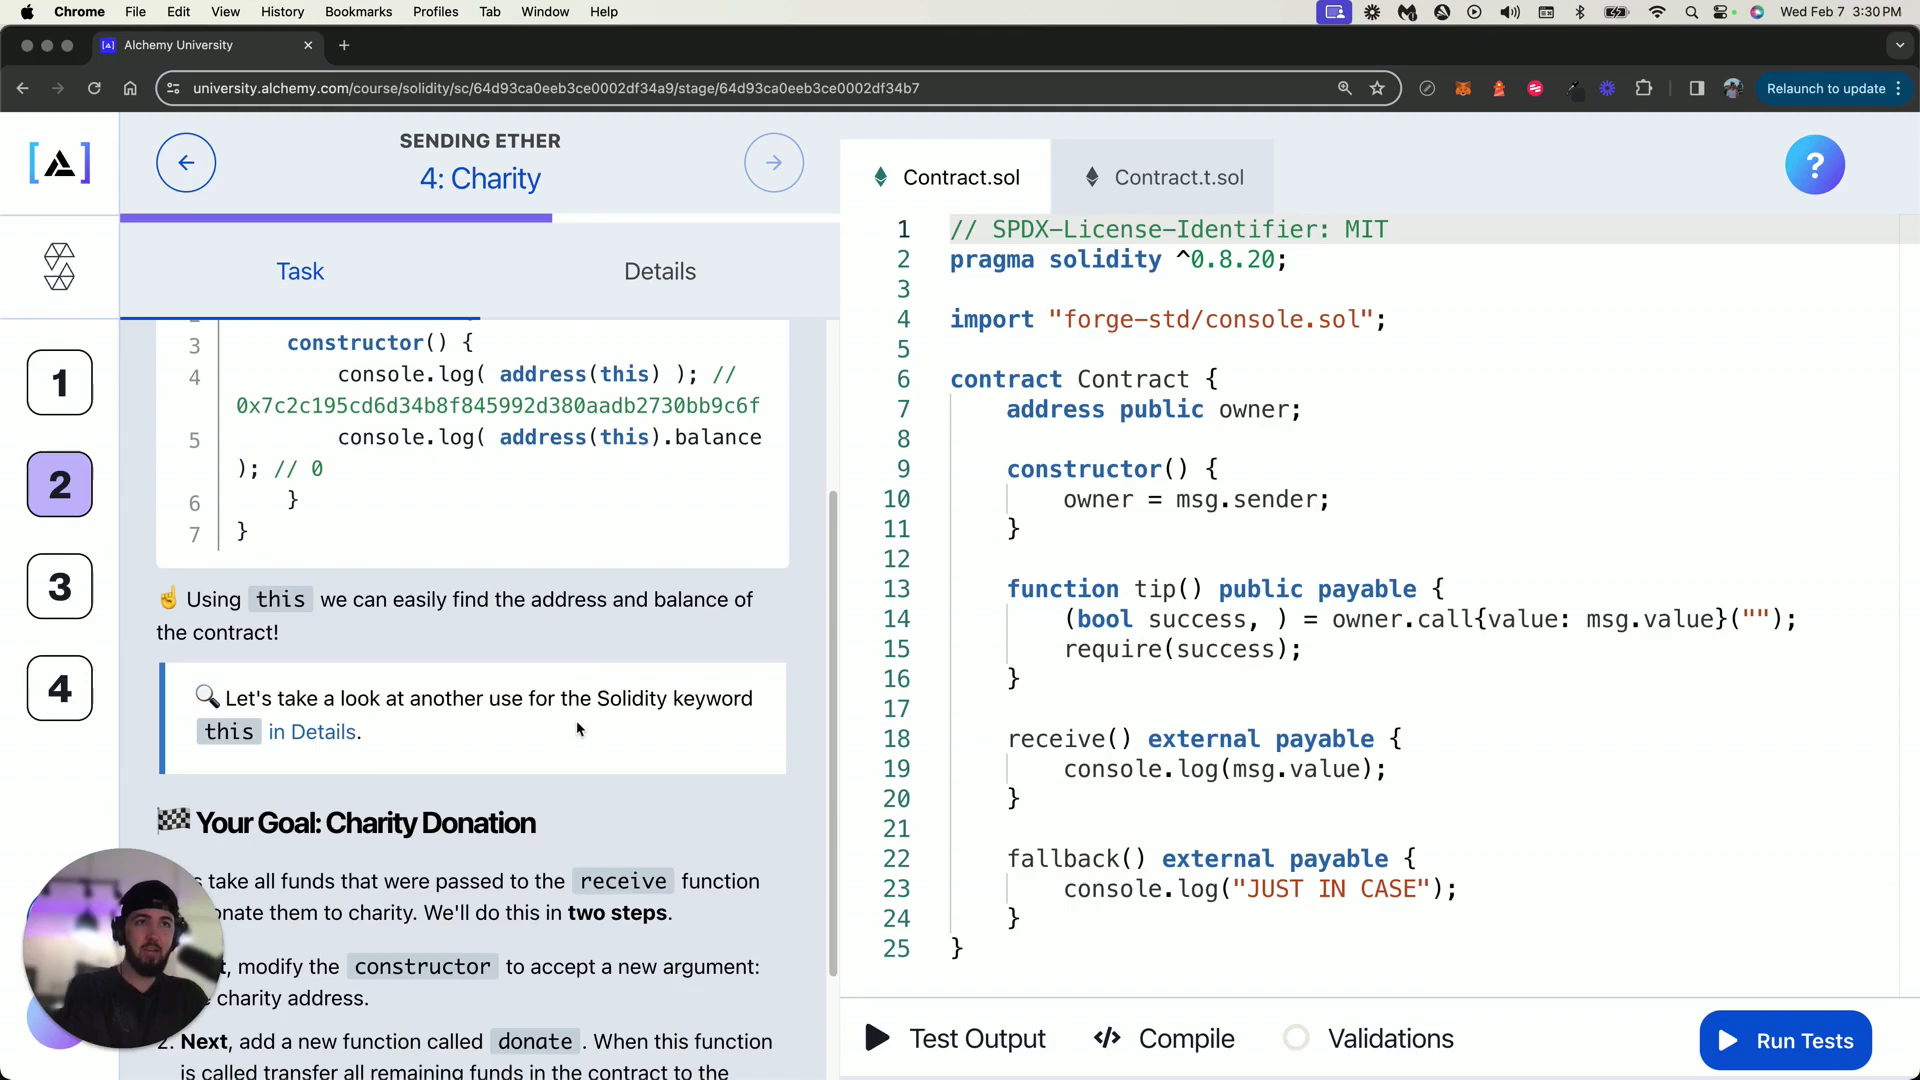 Chrome File Edit View History Bookmarks Profiles Tab Window Help Wed Feb 7 3:30 PM
Alchemy University
university.alchemy.com/course/solidity/sc/64d93ca0eeb3ce0002df34a9/stage/64d93ca0eeb3ce0002df34b7
Relaunch to update
SENDING ETHER
4: Charity
Task Details
1
2
3
4
3 constructor() {
4 console.log( address(this) ); //
0x7c2c195cd6d34b8f845992d380aadb2730bb9c6f
5 console.log( address(this).balance
); // 0
6 }
7 }
☝️ Using this we can easily find the address and balance of
the contract!
🔍 Let's take a look at another use for the Solidity keyword
this in Details.
🏁 Your Goal: Charity Donation
take all funds that were passed to the receive function
onate them to charity. We'll do this in two steps.
, modify the constructor to accept a new argument:
charity address.
2. Next, add a new function called donate. When this function
is called transfer all remaining funds in the contract to the
Contract.sol Contract.t.sol
?
1 // SPDX-License-Identifier: MIT
2 pragma solidity ^0.8.20;
3
4 import "forge-std/console.sol";
5
6 contract Contract {
7 address public owner;
8
9 constructor() {
10 owner = msg.sender;
11 }
12
13 function tip() public payable {
14 (bool success, ) = owner.call{value: msg.value}("");
15 require(success);
16 }
17
18 receive() external payable {
19 console.log(msg.value);
20 }
21
22 fallback() external payable {
23 console.log("JUST IN CASE");
24 }
25 }
Test Output Compile Validations Run Tests